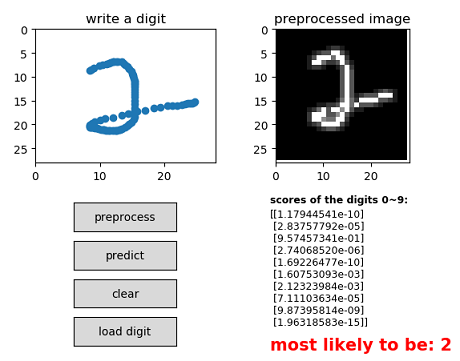 write a digit
0
5
10
15
20
25
0
10
20
preprocessed image
0
5
10
15
20
25
0
10
20
preprocess
predict
clear
load digit
scores of the digits 0~9:
[[1.17944541e-10]
[2.83757792e-05]
[9.57457341e-01]
[2.74068520e-06]
[1.69226477e-10]
[1.60753093e-03]
[2.12323984e-03]
[7.11103634e-05]
[9.87395814e-09]
[1.96318583e-15]]
most likely to be: 2